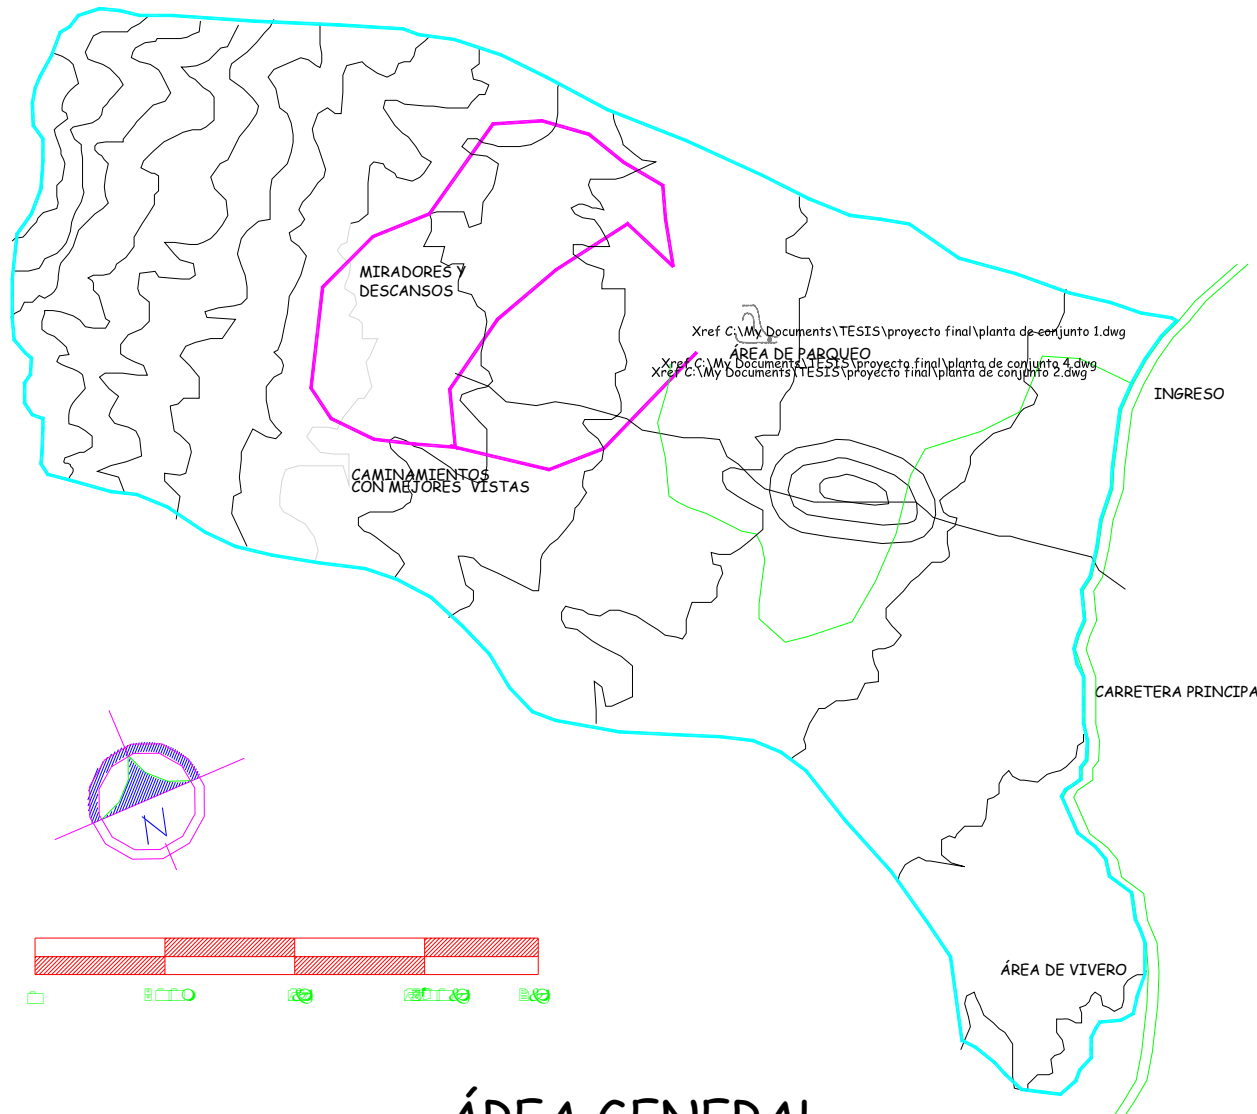 MIRADORES Y
DESCANSOS
Xref C:\My Documents\TESIS\proyecto final\planta de conjunto 1.dwg
ÁREA DE PARQUEO
Xref C:\My Documents\TESIS\proyecto final\planta de conjunto 4.dwg
Xref C:\My Documents\TESIS\proyecto final\planta de conjunto 2.dwg
INGRESO
CAMINAMIENTOS
CON MEJORES VISTAS
CARRETERA PRINCIPA
N
ÁREA DE VIVERO
ÁREA GENERAL